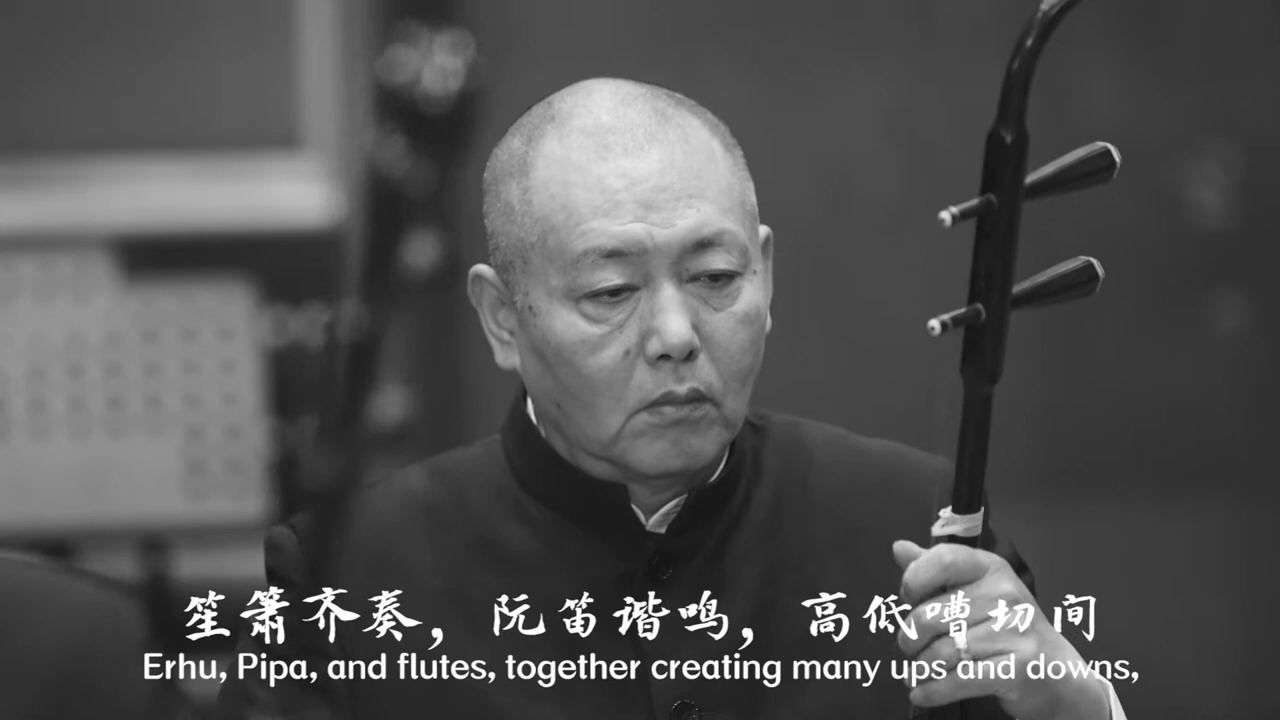 笙箫齐奏，阮笛谐鸣，高低嘈切间
Erhu, Pipa, and flutes, together creating many ups and downs,